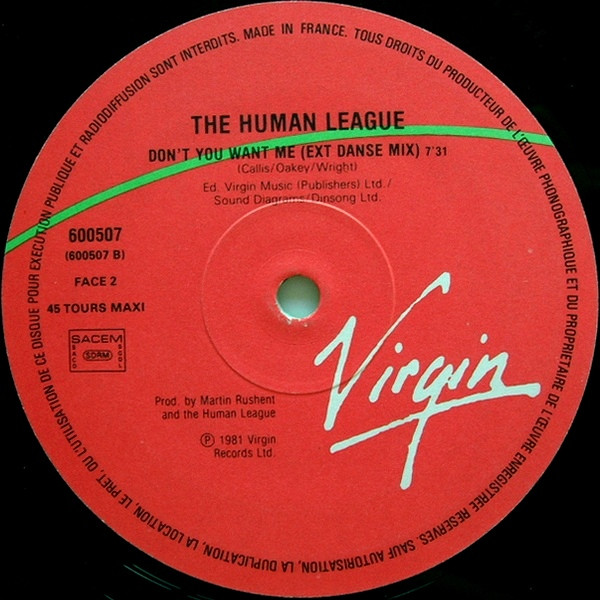 THE HUMAN LEAGUE
DON'T YOU WANT ME (EXT DANSE MIX) 7'31
(Callis/Oakey/Wright)
Ed. Virgin Music (Publishers) Ltd./
Sound Diagrams/Dinsong Ltd.
600507
(600507 B)
FACE 2
45 TOURS MAXI
SACEM
SACD
SDRM
SGDL
Virgin
Prod. by Martin Rushent
and the Human League
Ⓟ 1981 Virgin
Records Ltd.
MADE IN FRANCE. TOUS DROITS DU PRODUCTEUR DE L'ŒUVRE PHONOGRAPHIQUE ET DU PROPRIETAIRE DE L'ŒUVRE ENREGISTREE RESERVES. SAUF AUTORISATION, LA DUPLICATION, LA LOCATION, LE PRET, OU L'UTILISATION DE CE DISQUE POUR EXECUTION PUBLIQUE ET RADIODIFFUSION SONT INTERDITS.